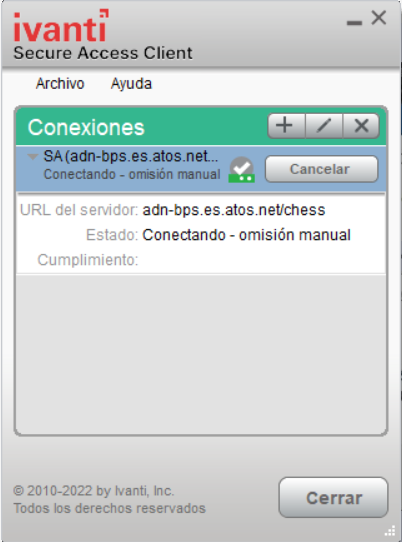 ivanti
Secure Access Client
Archivo Ayuda
Conexiones
SA (adn-bps.es.atos.net...
Conectando - omisión manual
Cancelar
URL del servidor: adn-bps.es.atos.net/chess
Estado: Conectando - omisión manual
Cumplimiento:
© 2010-2022 by Ivanti, Inc.
Todos los derechos reservados
Cerrar